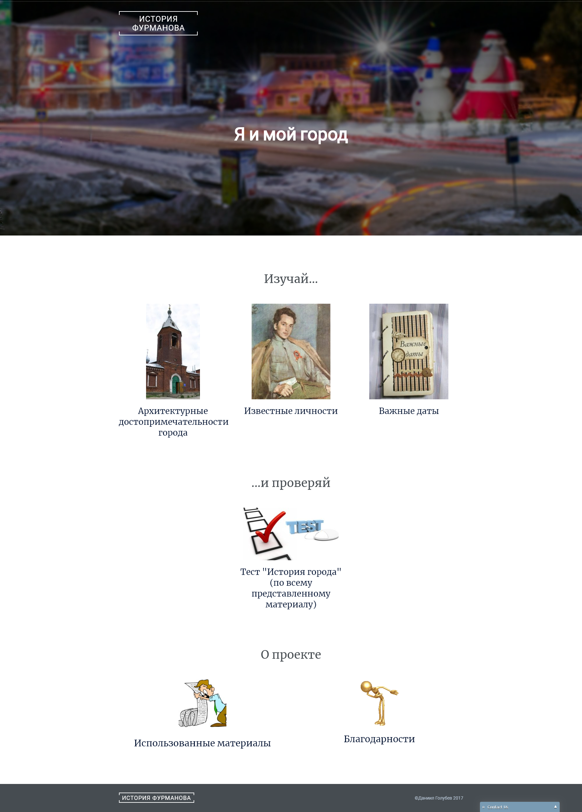 ИСТОРИЯ
ФУРМАНОВА
Я и мой город
Изучай...
Важные
даты
Архитектурные
достопримечательности
города
Известные личности
Важные даты
...и проверяй
TEST
Тест "История города"
(по всему
представленному
материалу)
О проекте
Использованные материалы
Благодарности
ИСТОРИЯ ФУРМАНОВА
©Даниил Голубев 2017